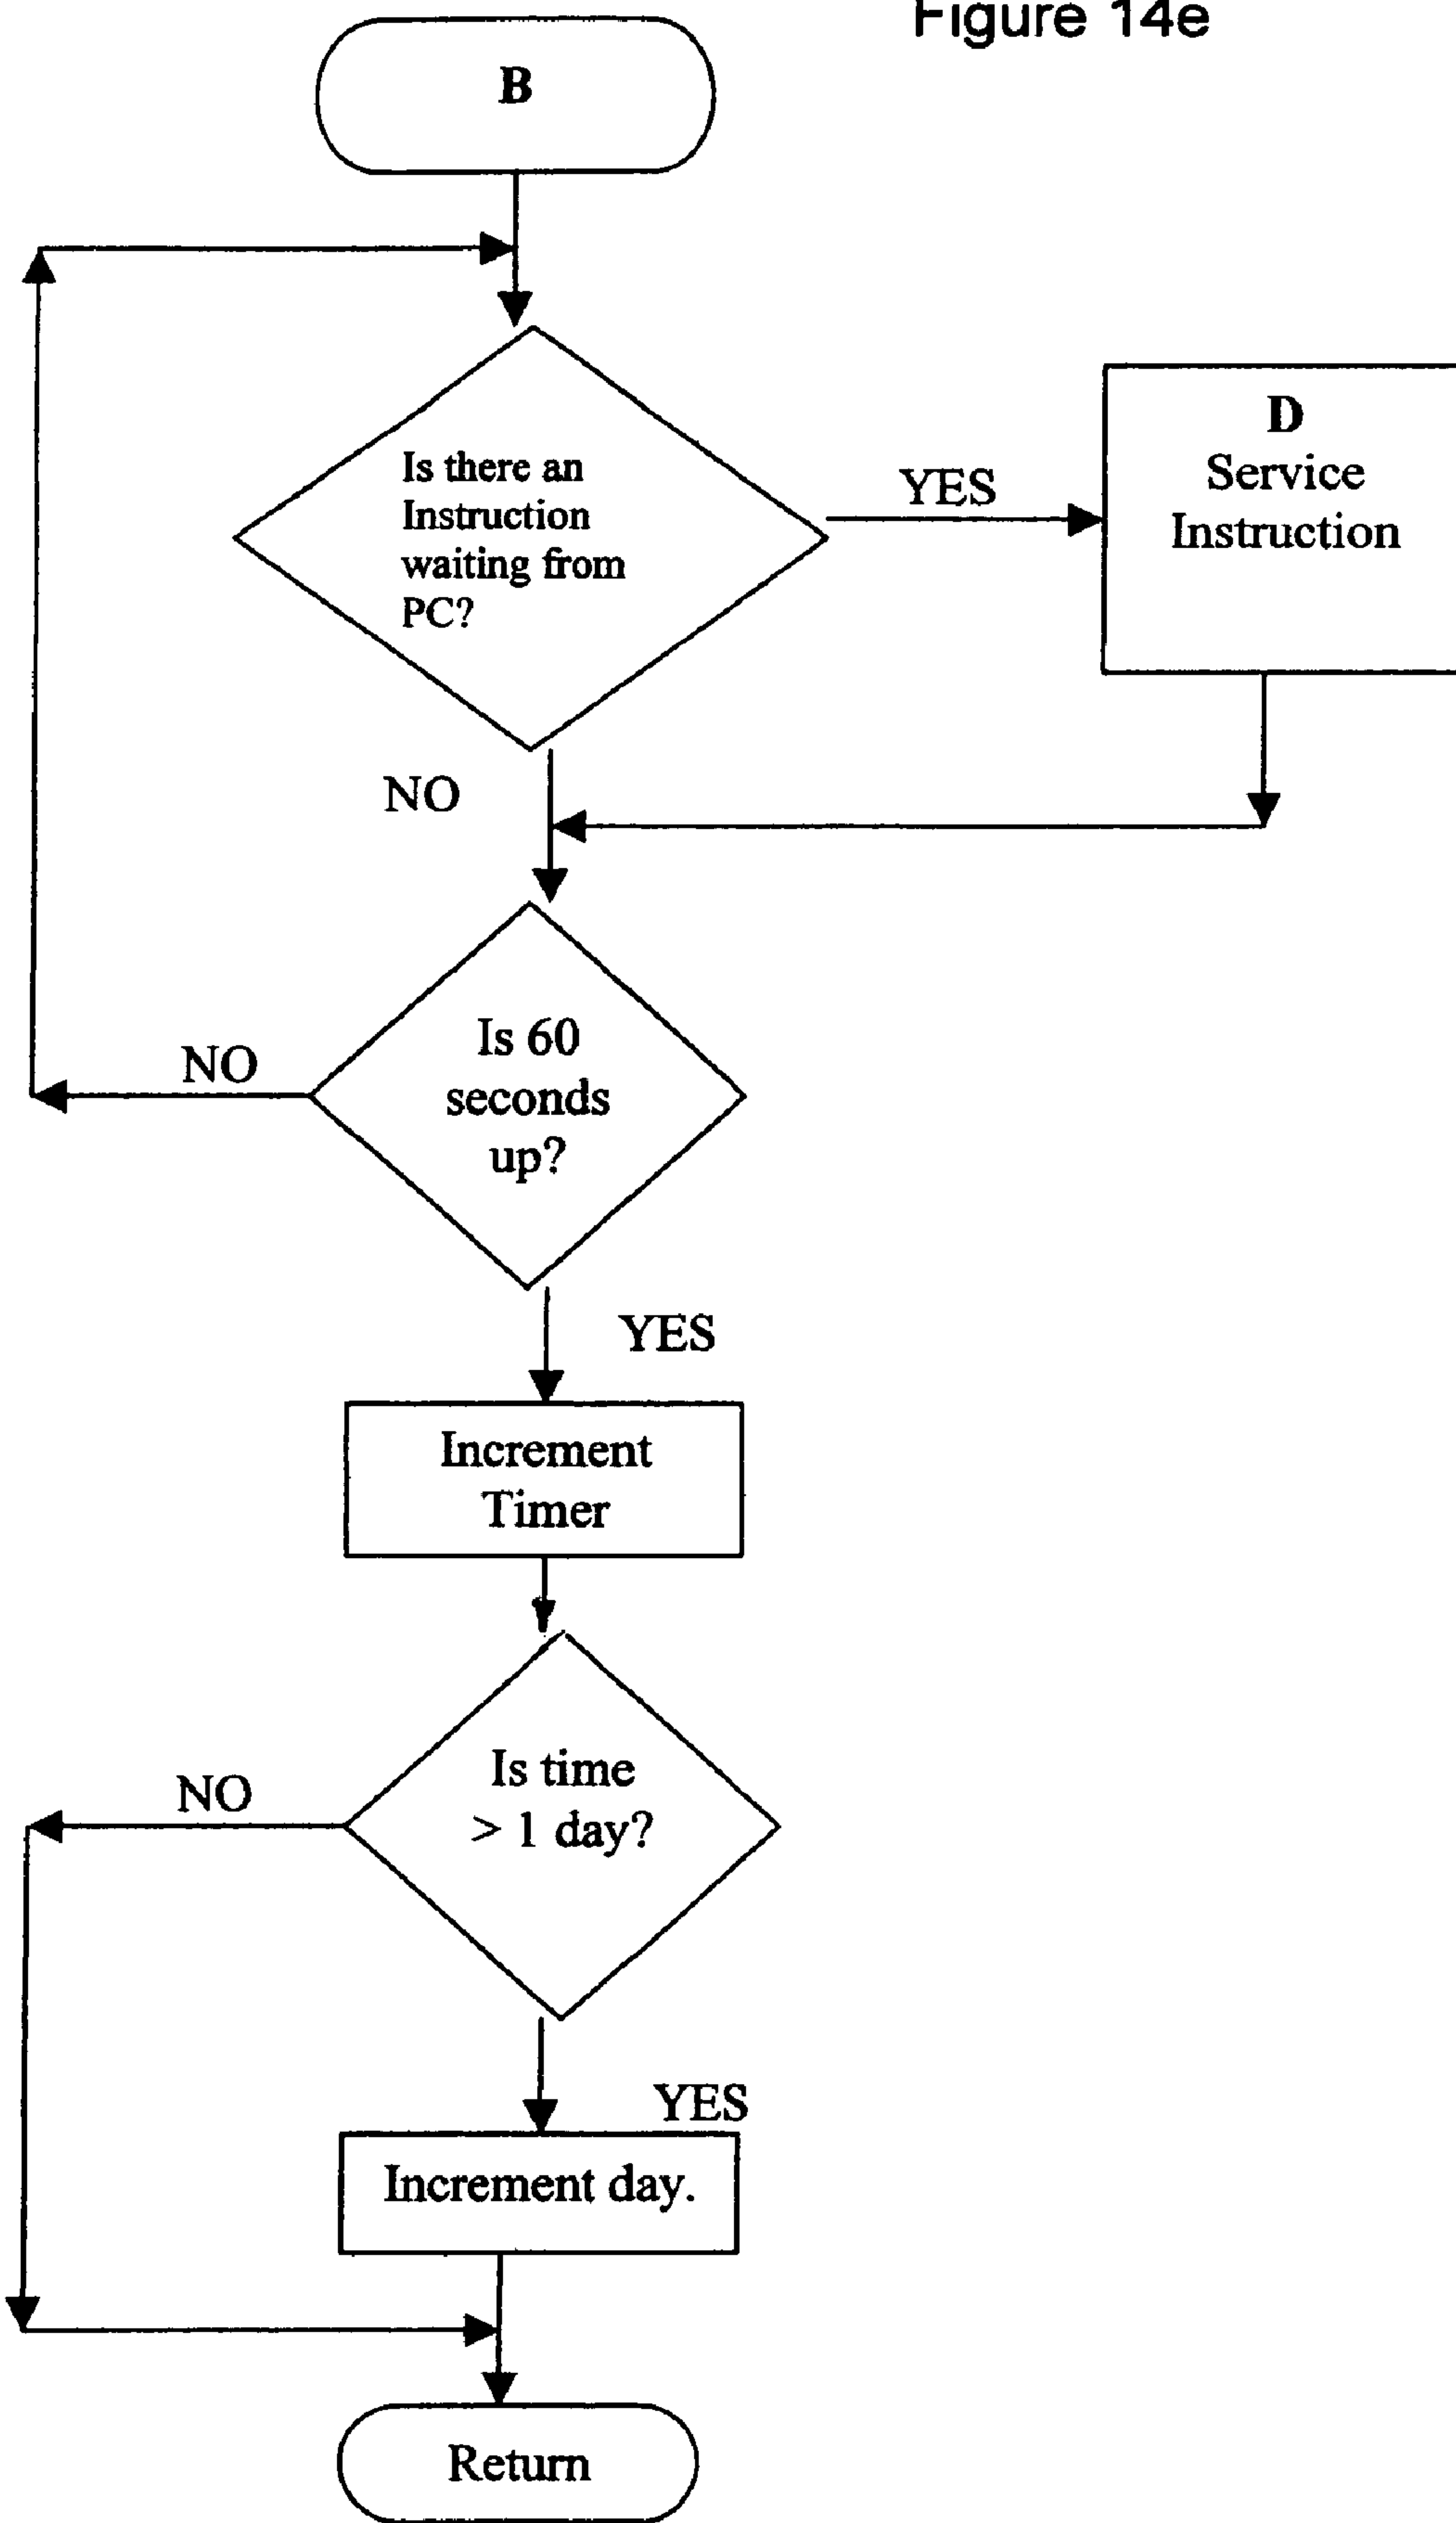 Figure 14e
B
Is there an
Instruction
waiting from
PC?
YES
D
Service
Instruction
NO
Is 60
seconds
up?
NO
YES
Increment
Timer
Is time
> 1 day?
NO
YES
Increment day.
Return